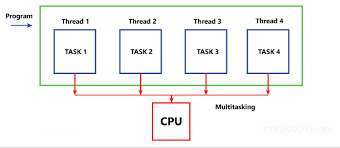 Program
Thread 1
Thread 2
Thread 3
Thread 4
TASK 1
TASK 2
TASK 3
TASK 4
Multitasking
CPU